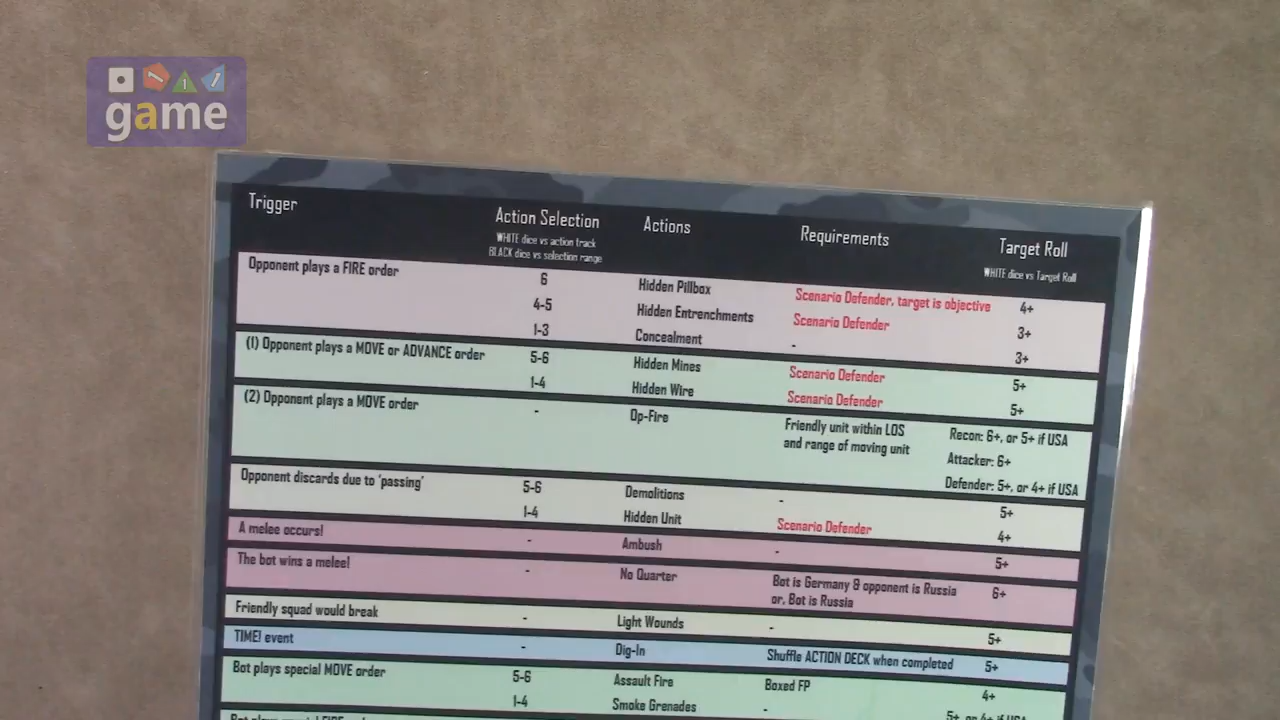 game
Trigger Action Selection Actions Requirements Target Roll
WHITE dice vs action track WHITE dice vs Target Roll
BLACK dice vs selection range
Opponent plays a FIRE order 6 Hidden Pillbox Scenario Defender, target is objective 4+
4-5 Hidden Entrenchments Scenario Defender 3+
1-3 Concealment - 3+
(1) Opponent plays a MOVE or ADVANCE order 5-6 Hidden Mines Scenario Defender 5+
1-4 Hidden Wire Scenario Defender 5+
(2) Opponent plays a MOVE order - Op-Fire Friendly unit within LOS Recon: 6+, or 5+ if USA
and range of moving unit Attacker: 6+
Defender: 5+, or 4+ if USA
Opponent discards due to 'passing' 5-6 Demolitions - 5+
1-4 Hidden Unit Scenario Defender 4+
A melee occurs! - Ambush - 5+
The bot wins a melee! - No Quarter Bot is Germany & opponent is Russia 6+
or, Bot is Russia
Friendly squad would break - Light Wounds - 5+
TIME! event - Dig-In Shuffle ACTION DECK when completed 5+
Bot plays special MOVE order 5-6 Assault Fire Boxed FP 4+
1-4 Smoke Grenades - 5+, or 4+ if USA